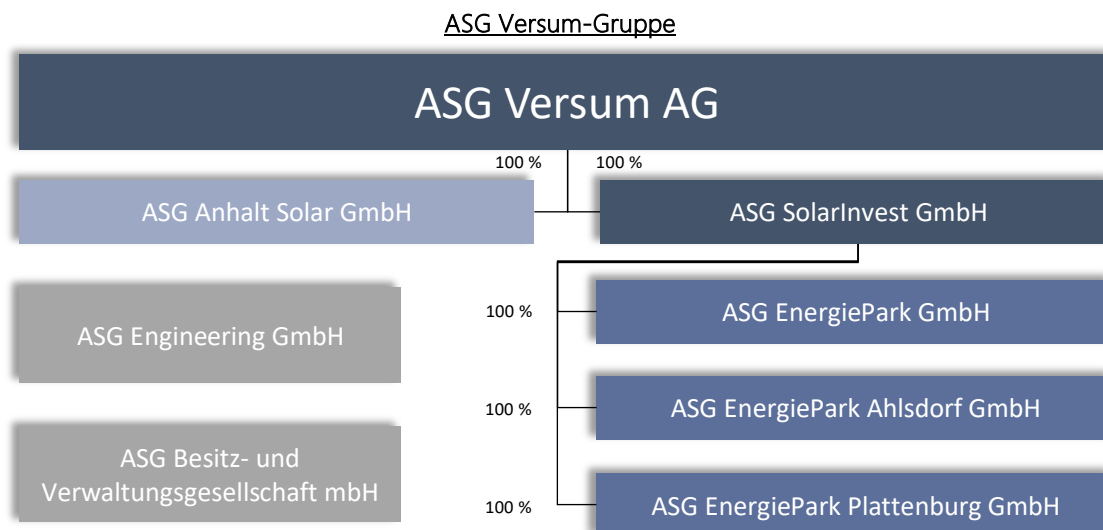 ASG Versum-Gruppe
ASG Versum AG
100 %
100 %
ASG Anhalt Solar GmbH
ASG SolarInvest GmbH
ASG Engineering GmbH
100 %
ASG EnergiePark GmbH
100 %
ASG EnergiePark Ahlsdorf GmbH
ASG Besitz- und
Verwaltungsgesellschaft mbH
100 %
ASG EnergiePark Plattenburg GmbH